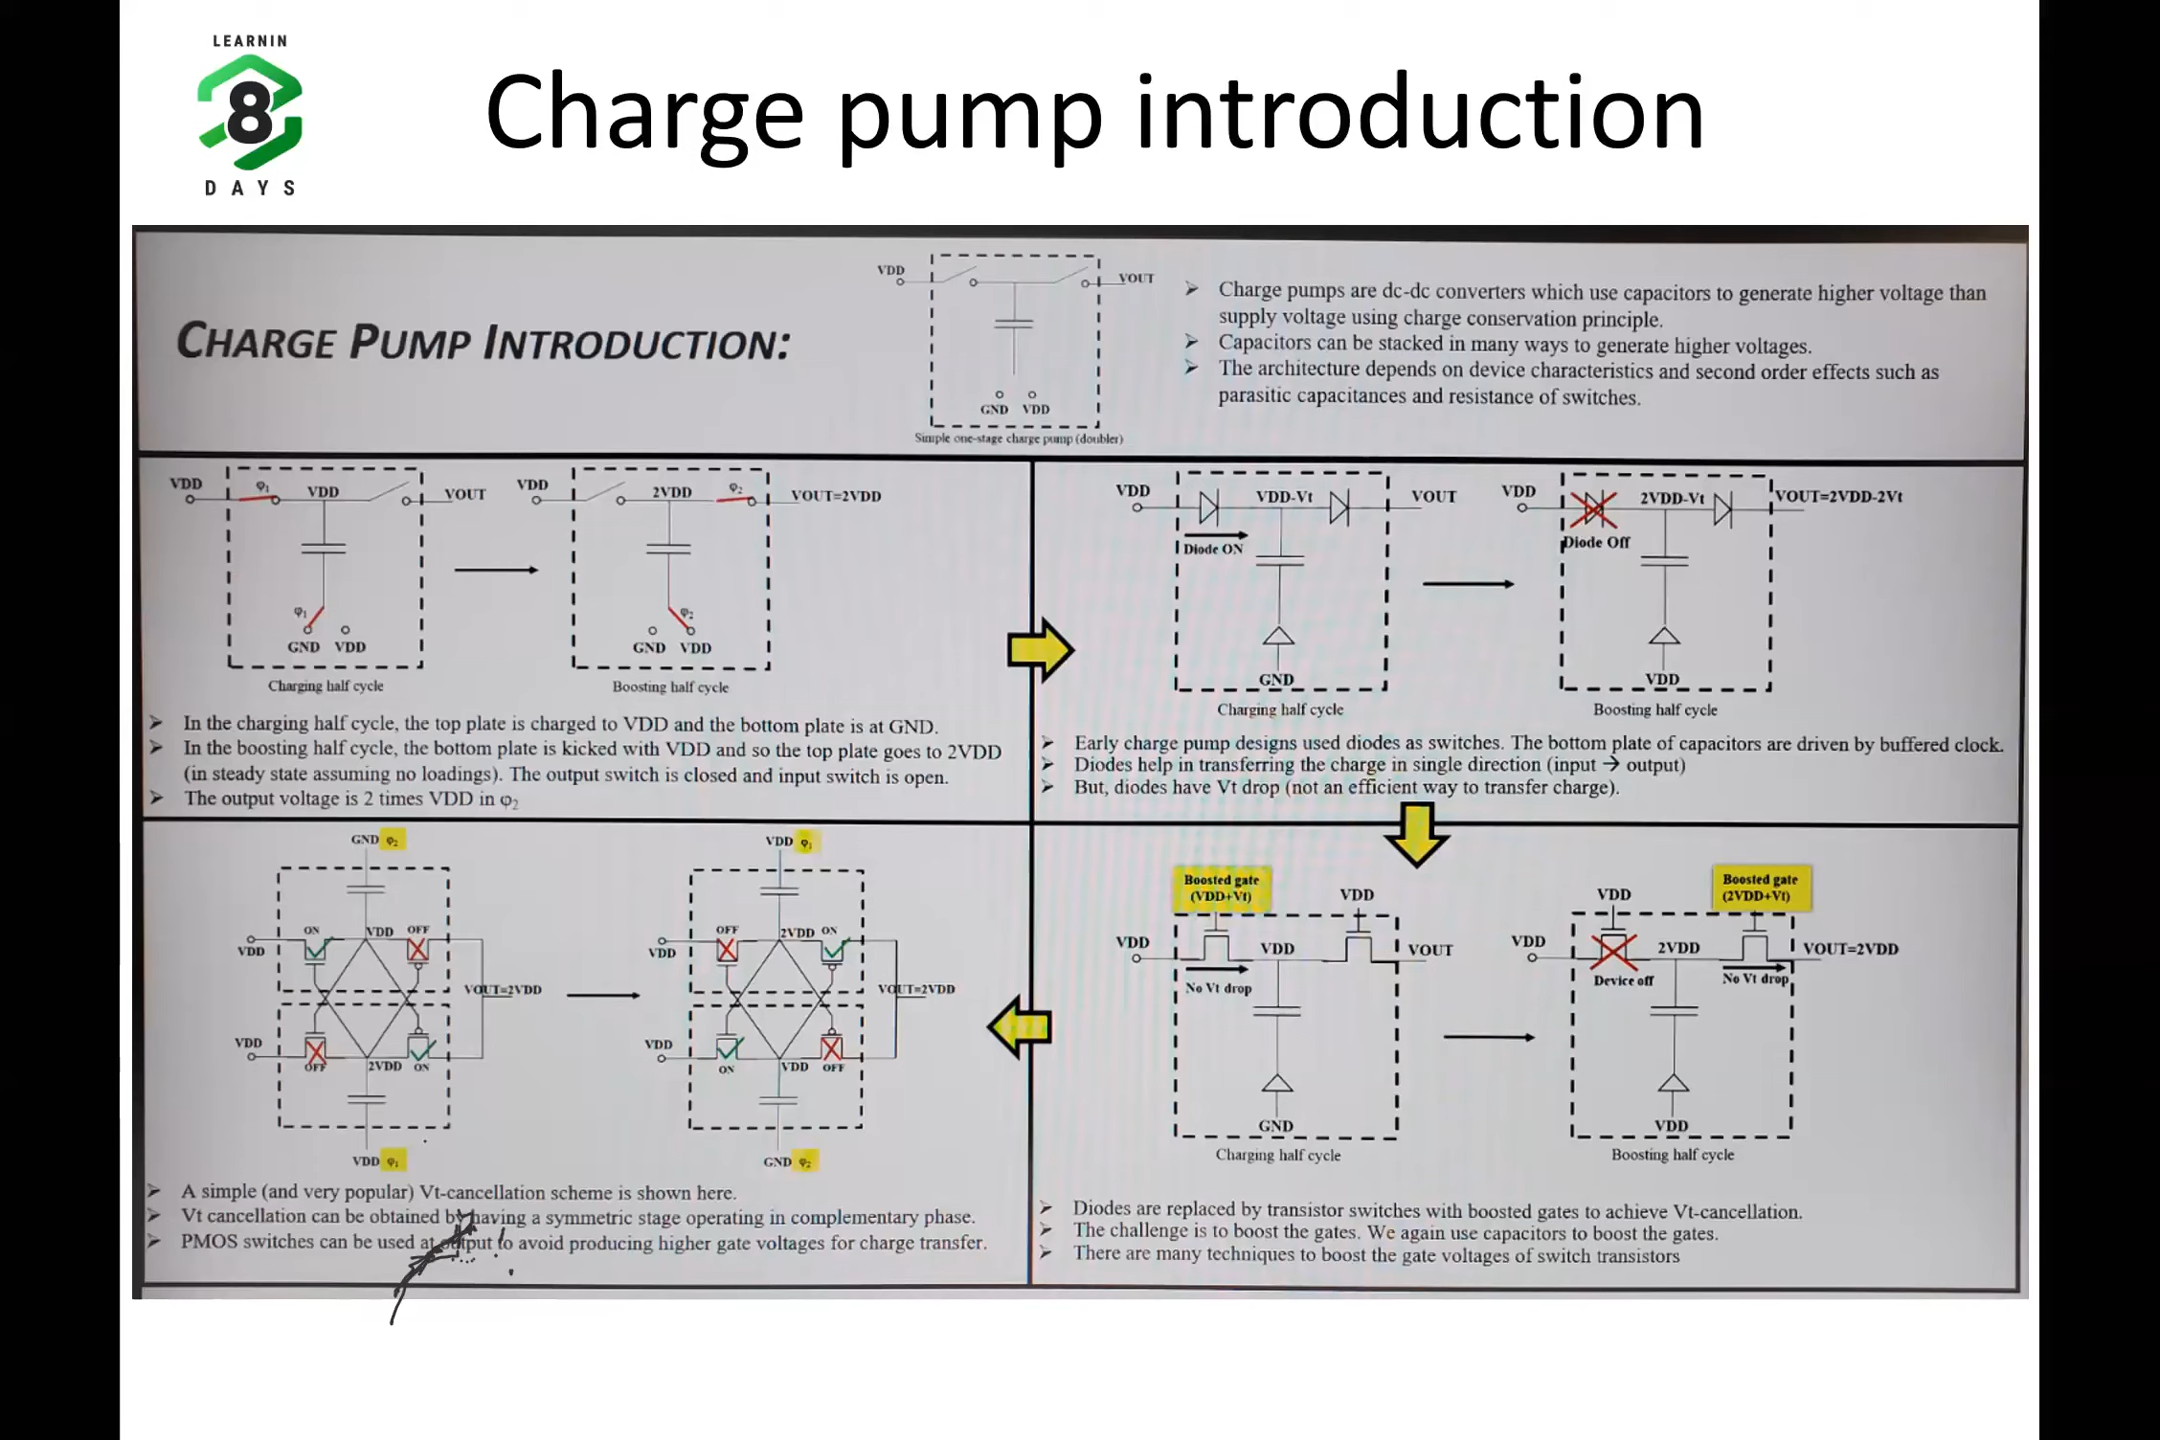 LEARNIN
8
DAYS
Charge pump introduction
CHARGE PUMP INTRODUCTION:
VDD
VOUT
GND VDD
Simple one-stage charge pump (doubler)
➢ Charge pumps are dc-dc converters which use capacitors to generate higher voltage than
supply voltage using charge conservation principle.
➢ Capacitors can be stacked in many ways to generate higher voltages.
➢ The architecture depends on device characteristics and second order effects such as
parasitic capacitances and resistance of switches.
VDD φ₁ VDD VOUT
φ₁
GND VDD
Charging half cycle
VDD 2VDD φ₂ VOUT=2VDD
φ₂
GND VDD
Boosting half cycle
➢ In the charging half cycle, the top plate is charged to VDD and the bottom plate is at GND.
➢ In the boosting half cycle, the bottom plate is kicked with VDD and so the top plate goes to 2VDD
(in steady state assuming no loadings). The output switch is closed and input switch is open.
➢ The output voltage is 2 times VDD in φ₂
VDD VDD-Vt VOUT
Diode ON
GND
Charging half cycle
VDD 2VDD-Vt VOUT=2VDD-2Vt
Diode Off
VDD
Boosting half cycle
➢ Early charge pump designs used diodes as switches. The bottom plate of capacitors are driven by buffered clock.
➢ Diodes help in transferring the charge in single direction (input → output)
➢ But, diodes have Vt drop (not an efficient way to transfer charge).
GND φ₂
ON VDD OFF
VDD
VOUT=2VDD
VDD
OFF 2VDD ON
VDD φ₁
VDD φ₁
OFF 2VDD ON
VDD
VOUT=2VDD
VDD
ON VDD OFF
GND φ₂
➢ A simple (and very popular) Vt-cancellation scheme is shown here.
➢ Vt cancellation can be obtained by having a symmetric stage operating in complementary phase.
➢ PMOS switches can be used at output to avoid producing higher gate voltages for charge transfer.
Boosted gate
(VDD+Vt)
VDD
VDD VDD VOUT
No Vt drop
GND
Charging half cycle
VDD
Boosted gate
(2VDD+Vt)
VDD 2VDD VOUT=2VDD
Device off No Vt drop
VDD
Boosting half cycle
➢ Diodes are replaced by transistor switches with boosted gates to achieve Vt-cancellation.
➢ The challenge is to boost the gates. We again use capacitors to boost the gates.
➢ There are many techniques to boost the gate voltages of switch transistors